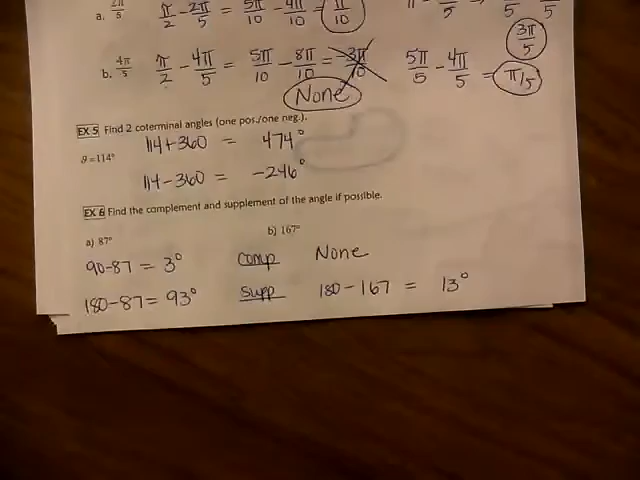 a. 2π/5 π/2 - 2π/5 = 5π/10 - 4π/10 = π/10
3π/5
b. 4π/5 π/2 - 4π/5 = 5π/10 - 8π/10 = -3π/10 5π/5 - 4π/5 = π/5
None
EX 5 Find 2 coterminal angles (one pos./one neg.).
ϑ=114° 114+360 = 474°
114-360 = -246°
EX 6 Find the complement and supplement of the angle if possible.
a) 87° b) 167°
90-87 = 3° comp None
180-87 = 93° supp 180-167 = 13°